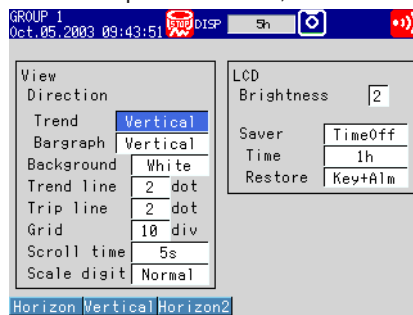 GROUP 1
Oct.05.2003 09:43:51 STOP DISP 5h
View
Direction
Trend Vertical
Bargraph Vertical
Background White
Trend line 2 dot
Trip line 2 dot
Grid 10 div
Scroll time 5s
Scale digit Normal
LCD
Brightness 2
Saver TimeOff
Time 1h
Restore Key+Alm
Horizon Vertical Horizon2